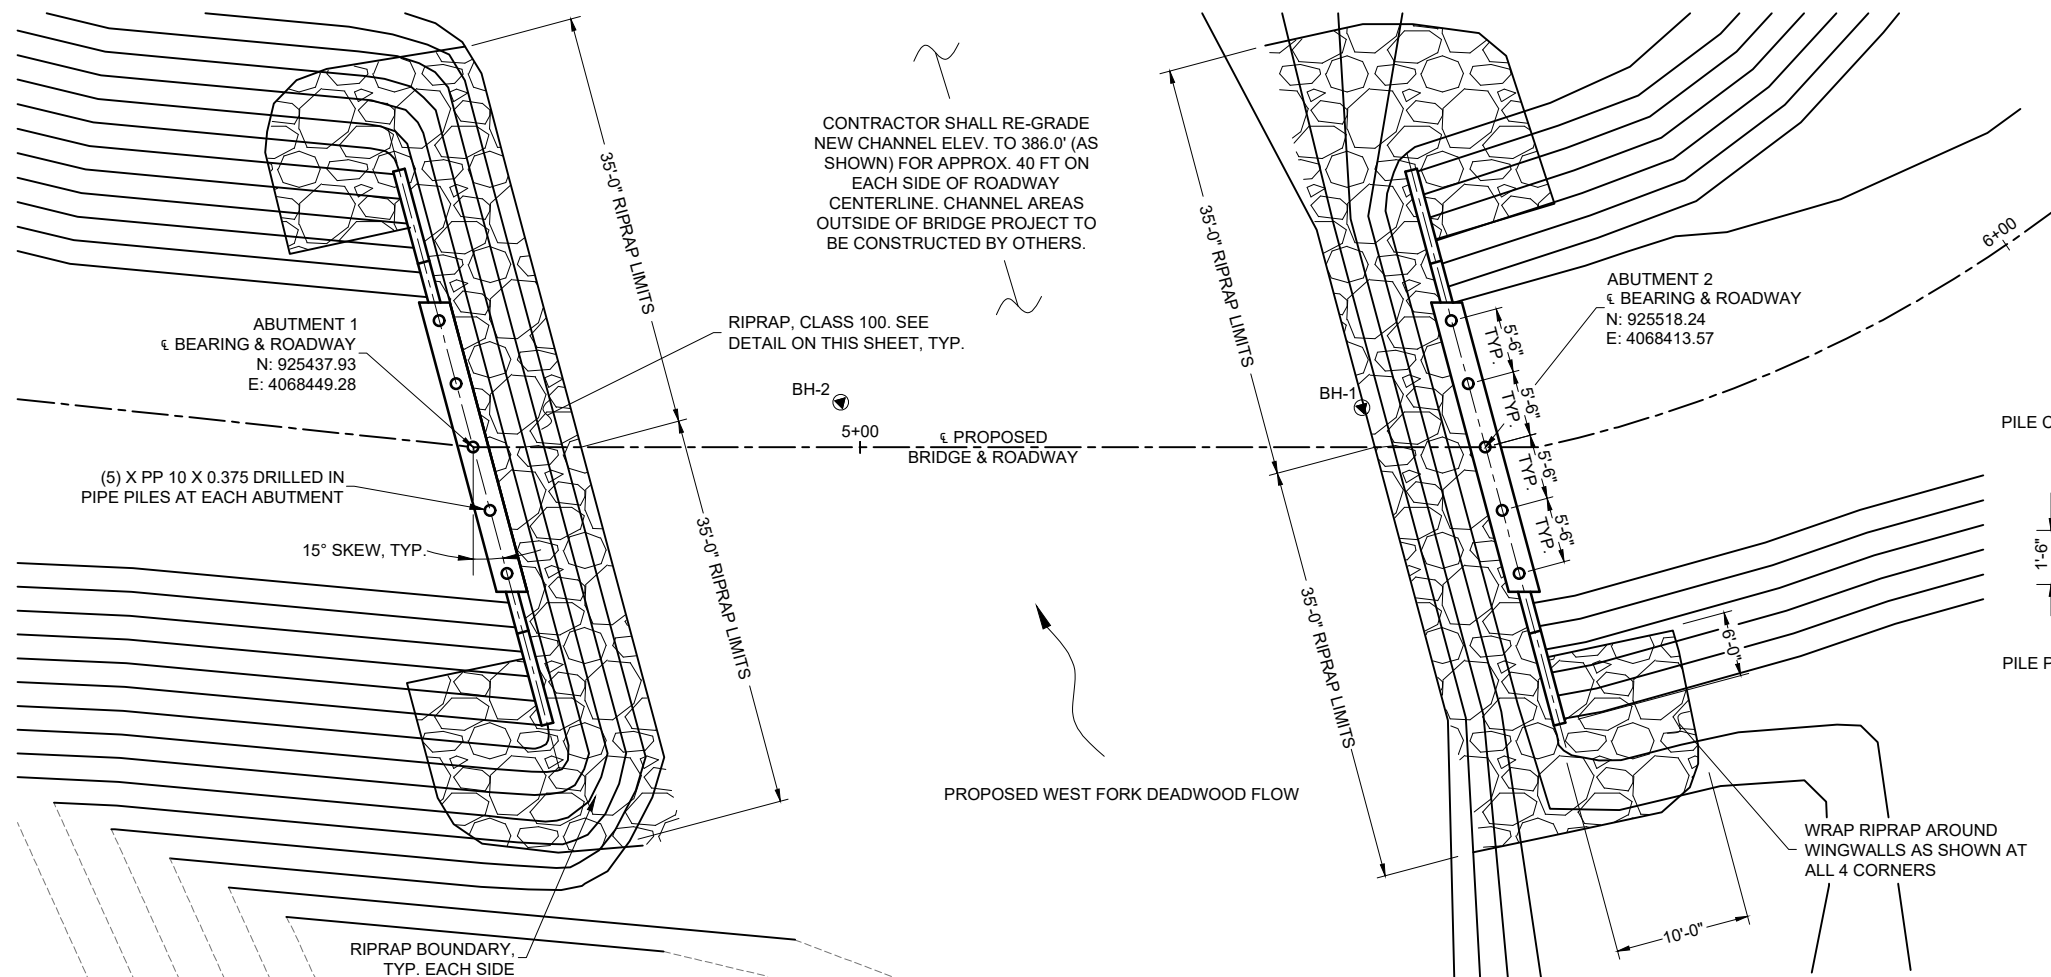 35'-0" RIPRAP LIMITS
35'-0" RIPRAP LIMITS
CONTRACTOR SHALL RE-GRADE
NEW CHANNEL ELEV. TO 386.0' (AS
SHOWN) FOR APPROX. 40 FT ON
EACH SIDE OF ROADWAY
CENTERLINE. CHANNEL AREAS
OUTSIDE OF BRIDGE PROJECT TO
BE CONSTRUCTED BY OTHERS.
35'-0" RIPRAP LIMITS
35'-0" RIPRAP LIMITS
6+00
ABUTMENT 1
℄ BEARING & ROADWAY
N: 925437.93
E: 4068449.28
RIPRAP, CLASS 100. SEE
DETAIL ON THIS SHEET, TYP.
ABUTMENT 2
℄ BEARING & ROADWAY
N: 925518.24
E: 4068413.57
BH-2
BH-1
5+00
℄ PROPOSED
BRIDGE & ROADWAY
5'-6"
TYP.
5'-6"
TYP.
5'-6"
TYP.
5'-6"
TYP.
PILE C
(5) X PP 10 X 0.375 DRILLED IN
PIPE PILES AT EACH ABUTMENT
15° SKEW, TYP.
1'-6"
6'-0"
PILE P
PROPOSED WEST FORK DEADWOOD FLOW
WRAP RIPRAP AROUND
WINGWALLS AS SHOWN AT
ALL 4 CORNERS
10'-0"
RIPRAP BOUNDARY,
TYP. EACH SIDE